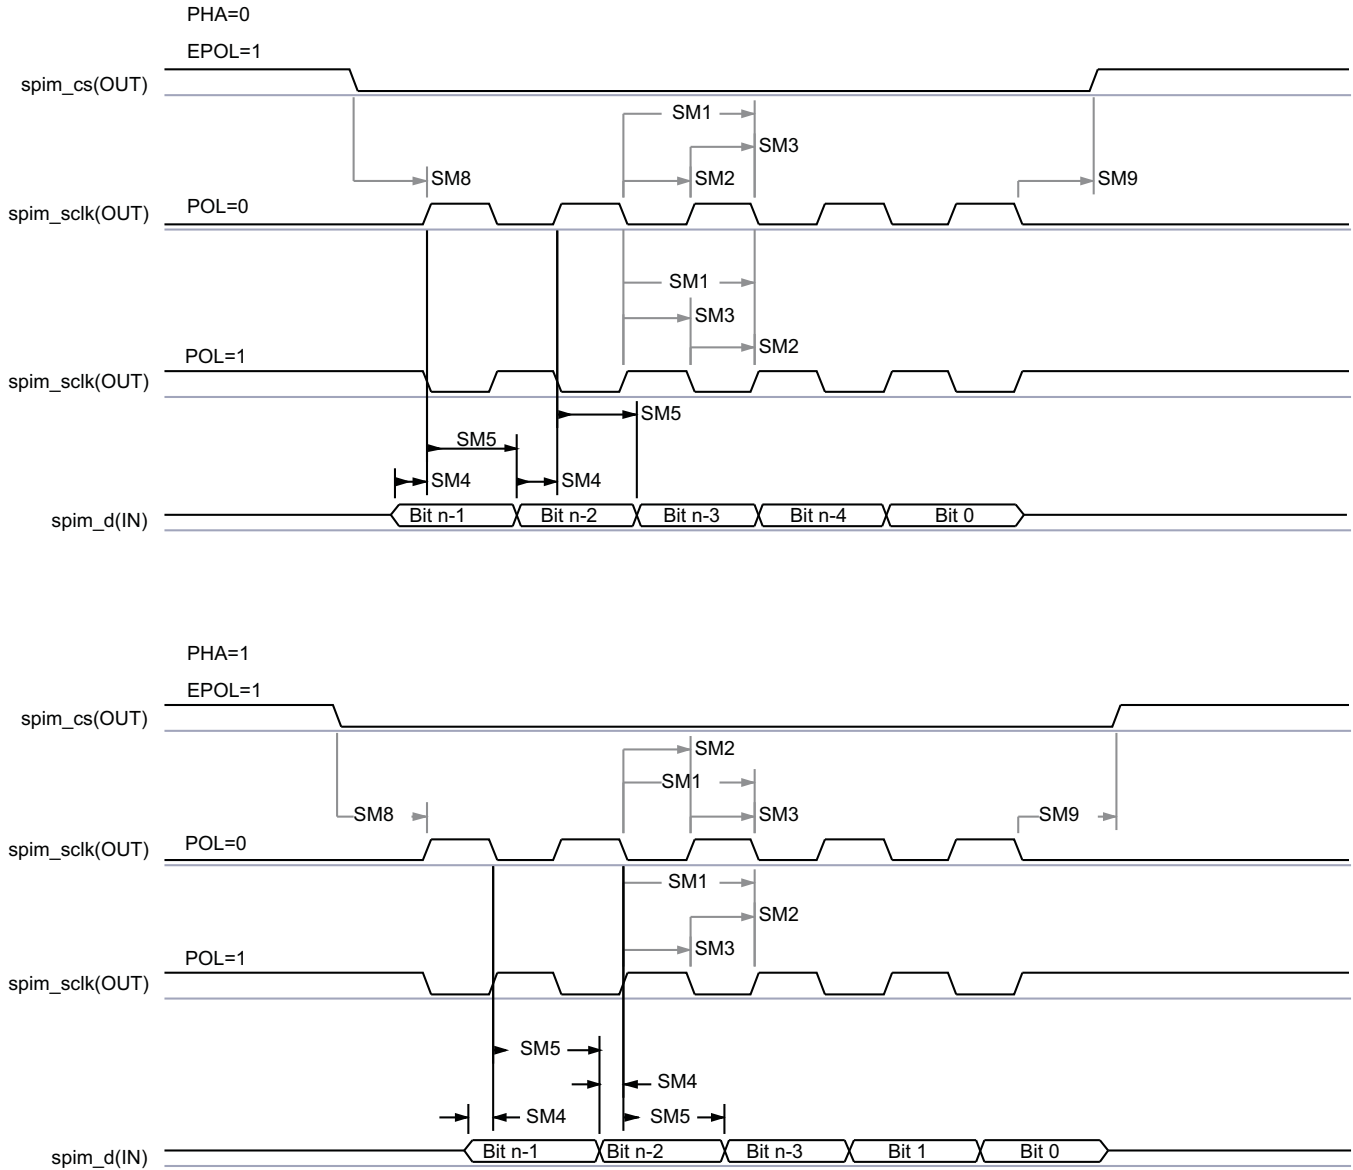 PHA=0
EPOL=1
spim_cs(OUT)
SM1
SM3
SM8 SM2 SM9
POL=0
spim_sclk(OUT)
SM1
SM3
SM2
POL=1
spim_sclk(OUT)
SM5
SM5
SM4 SM4
spim_d(IN) Bit n-1 Bit n-2 Bit n-3 Bit n-4 Bit 0
PHA=1
EPOL=1
spim_cs(OUT)
SM2
SM1
SM8 SM3 SM9
POL=0
spim_sclk(OUT)
SM1
SM2
SM3
POL=1
spim_sclk(OUT)
SM5
SM4
SM4 SM5
spim_d(IN) Bit n-1 Bit n-2 Bit n-3 Bit 1 Bit 0